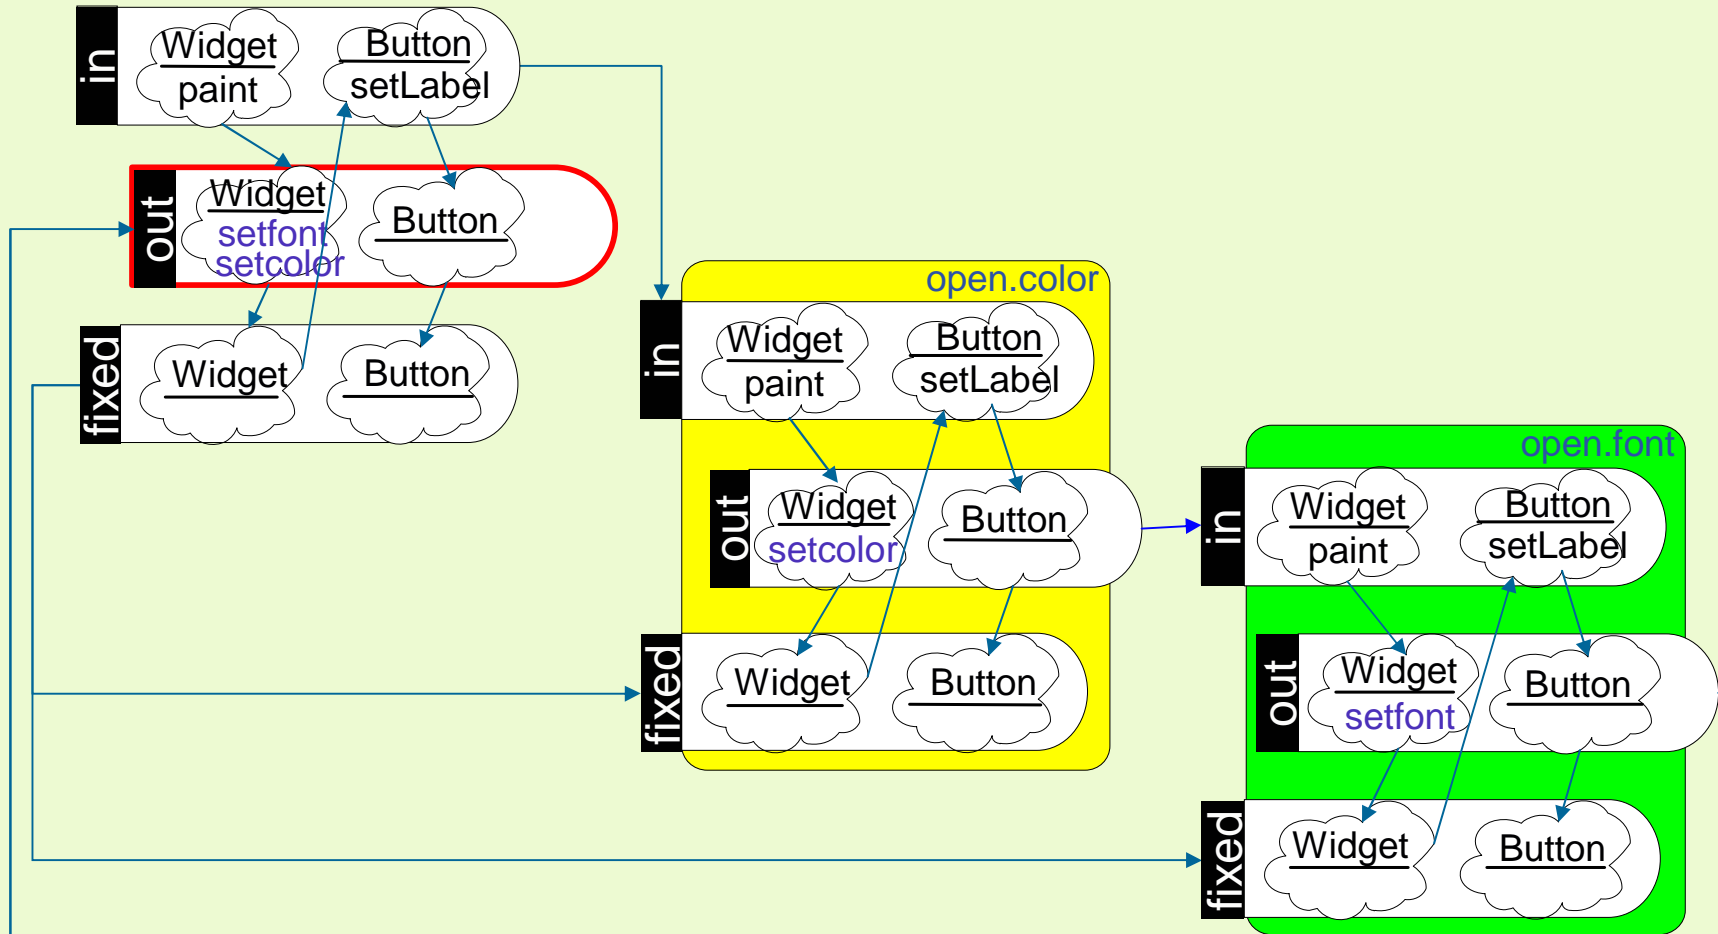 in
Widget
paint
Button
setLabel
out
Widget
setfont
setcolor
Button
fixed
Widget
Button
open.color
in
Widget
paint
Button
setLabel
out
Widget
setcolor
Button
fixed
Widget
Button
open.font
in
Widget
paint
Button
setLabel
out
Widget
setfont
Button
fixed
Widget
Button